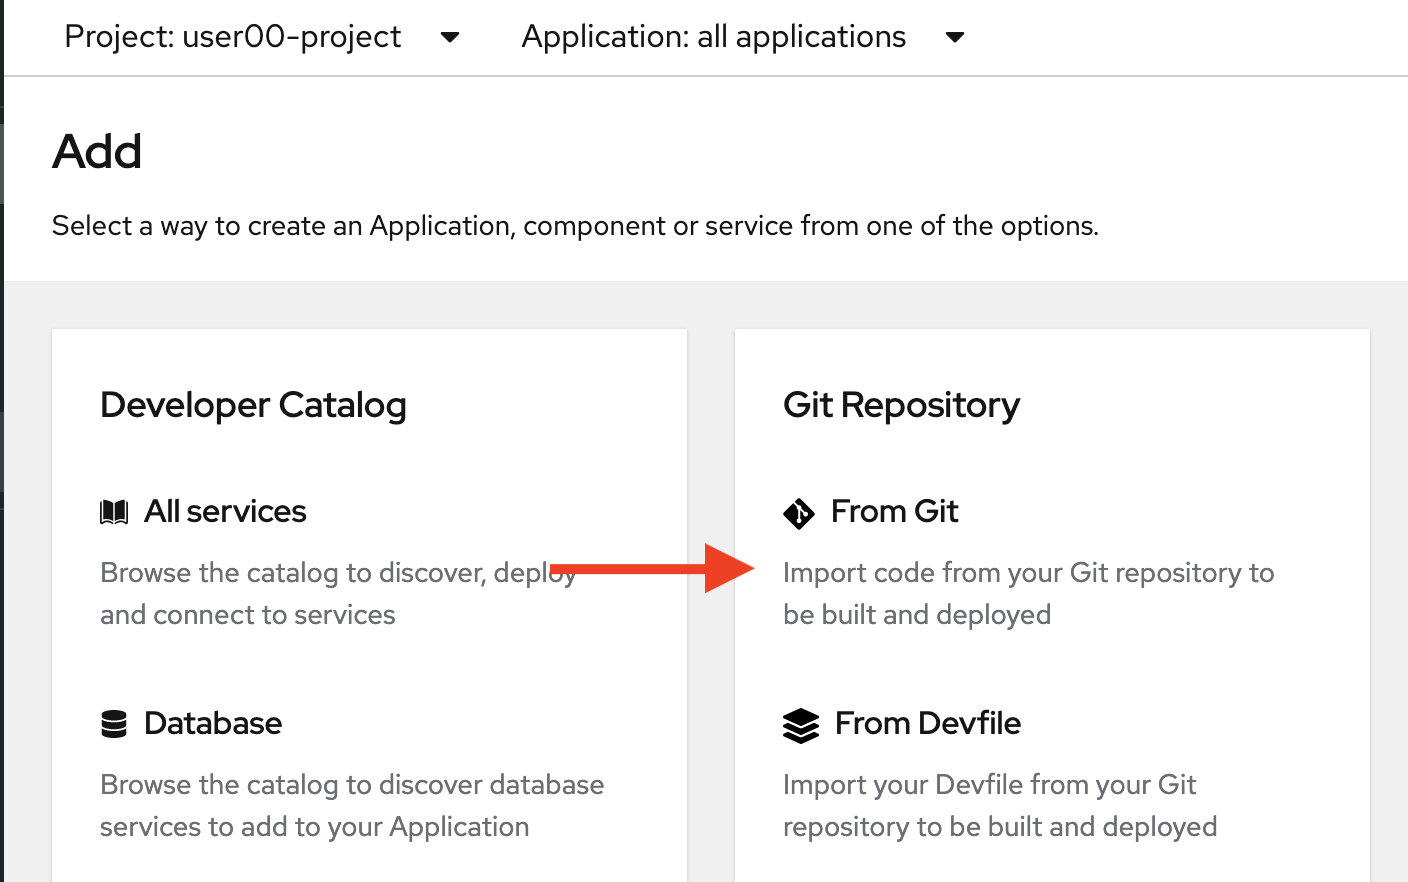 Project: user00-project Application: all applications
Add
Select a way to create an Application, component or service from one of the options.
Developer Catalog
All services
Browse the catalog to discover, deploy
and connect to services
Database
Browse the catalog to discover database
services to add to your Application
Git Repository
From Git
Import code from your Git repository to
be built and deployed
From Devfile
Import your Devfile from your Git
repository to be built and deployed